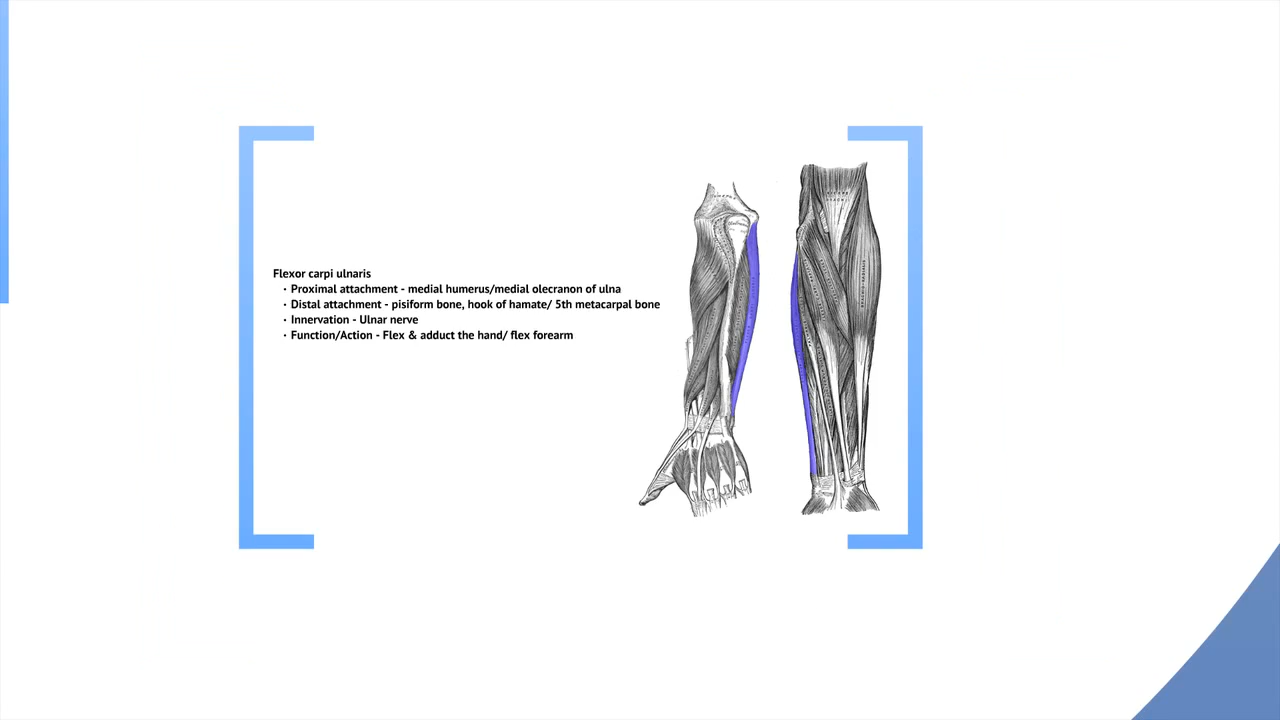 Flexor carpi ulnaris
· Proximal attachment - medial humerus/medial olecranon of ulna
· Distal attachment - pisiform bone, hook of hamate/ 5th metacarpal bone
· Innervation - Ulnar nerve
· Function/Action - Flex & adduct the hand/ flex forearm